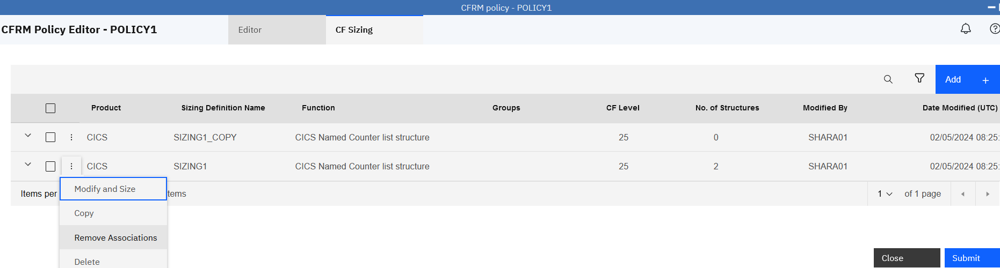 CFRM policy - POLICY1
CFRM Policy Editor - POLICY1 Editor CF Sizing
Add +
Product Sizing Definition Name Function Groups CF Level No. of Structures Modified By Date Modified (UTC)
CICS SIZING1_COPY CICS Named Counter list structure 25 0 SHARA01 02/05/2024 08:25:
CICS SIZING1 CICS Named Counter list structure 25 2 SHARA01 02/05/2024 08:25:
Items per tems 1 of 1 page
Modify and Size
Copy
Remove Associations
Delete
Close Submit